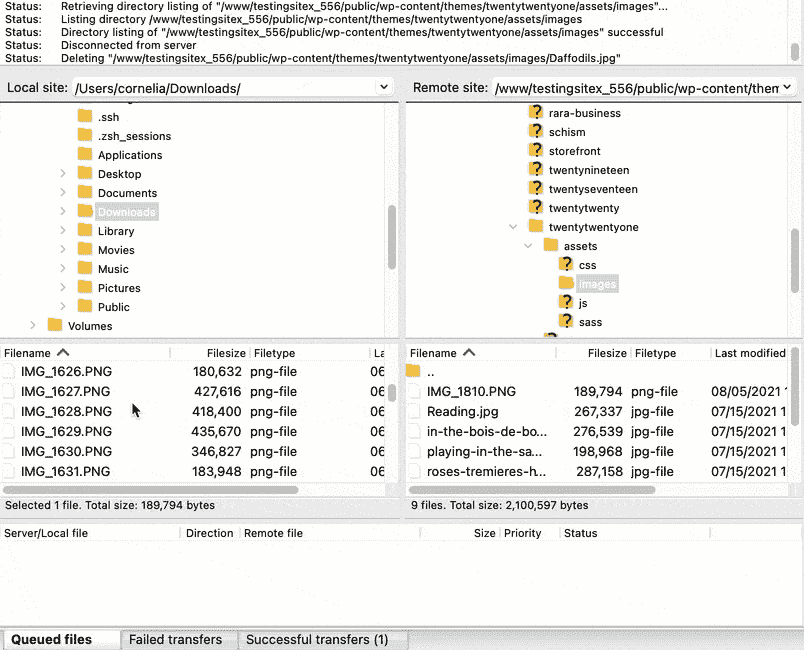 Status: Retrieving directory listing of "/www/testingsitex_556/public/wp-content/themes/twentytwentyone/assets/images"...
Status: Listing directory /www/testingsitex_556/public/wp-content/themes/twentytwentyone/assets/images
Status: Directory listing of "/www/testingsitex_556/public/wp-content/themes/twentytwentyone/assets/images" successful
Status: Disconnected from server
Status: Deleting "/www/testingsitex_556/public/wp-content/themes/twentytwentyone/assets/images/Daffodils.jpg"
Local site: /Users/cornelia/Downloads/
.ssh
.zsh_sessions
Applications
Desktop
Documents
Downloads
Library
Movies
Music
Pictures
Public
Volumes
Filename Filesize Filetype La
IMG_1626.PNG 180,632 png-file 06
IMG_1627.PNG 427,616 png-file 06
IMG_1628.PNG 418,400 png-file 06
IMG_1629.PNG 435,670 png-file 06
IMG_1630.PNG 346,827 png-file 06
IMG_1631.PNG 183,948 png-file 06
Selected 1 file. Total size: 189,794 bytes
Remote site: /www/testingsitex_556/public/wp-content/them
rara-business
schism
storefront
twentynineteen
twentyseventeen
twentytwenty
twentytwentyone
assets
css
images
js
sass
Filename Filesize Filetype Last modified
..
IMG_1810.PNG 189,794 png-file 08/05/2021 1
Reading.jpg 267,337 jpg-file 07/15/2021 1
in-the-bois-de-bo... 276,539 jpg-file 07/15/2021 1
playing-in-the-sa... 198,968 jpg-file 07/15/2021 1
roses-tremieres-h... 287,158 jpg-file 07/15/2021 1
9 files. Total size: 2,100,597 bytes
Server/Local file Direction Remote file Size Priority Status
Queued files Failed transfers Successful transfers (1)